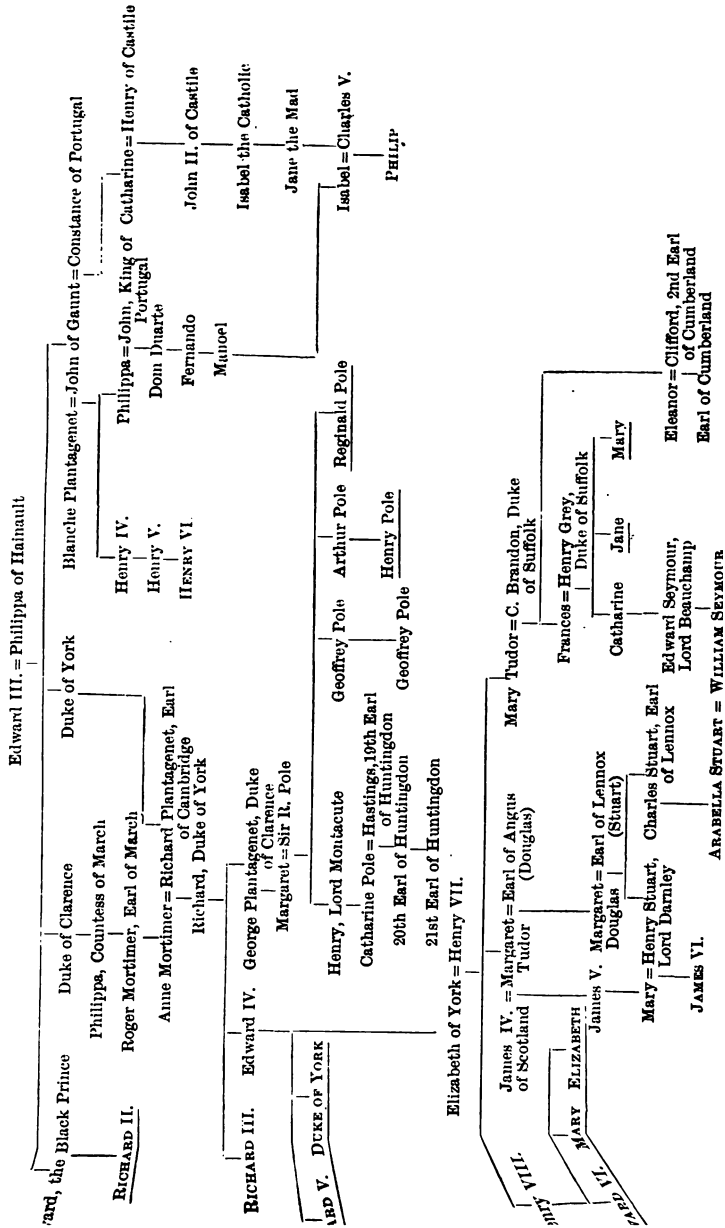 Edward III. = Philippa of Hainault
ard, the Black Prince Duke of Clarence Duke of York Blanche Plantagenet = John of Gaunt = Constance of Portugal
Philippa, Countess of March
RICHARD II. Roger Mortimer, Earl of March Henry IV. Philippa = John, King of Catharine = Henry of Castile
Portugal
Anne Mortimer = Richard Plantagenet, Earl Henry V. Dom Duarte
of Cambridge HENRY VI. Fernando John II. of Castile
Richard, Duke of York Manoel
Isabel the Catholic
RICHARD III. Edward IV. George Plantagenet, Duke
of Clarence
Margaret = Sir R. Pole Jane the Mad
ARD V. DUKE OF YORK
Henry, Lord Montacute Geoffrey Pole Arthur Pole Reginald Pole Isabel = Charles V.
Catharine Pole = Hastings, 19th Earl
of Huntingdon
20th Earl of Huntingdon Geoffrey Pole Henry Pole PHILIP
21st Earl of Huntingdon
Elizabeth of York = Henry VII.
enry VIII. James IV. = Margaret = Earl of Angus Mary Tudor = C. Brandon, Duke
of Scotland Tudor (Douglas) of Suffolk
Frances = Henry Grey,
Duke of Suffolk
ARD VI. MARY ELIZABETH
James V. Margaret = Earl of Lennox
Douglas (Stuart) Catharine Jane Mary
Mary = Henry Stuart, Charles Stuart, Earl
Lord Darnley of Lennox
Edward Seymour, Eleanor = Clifford, 2nd Earl
Lord Beauchamp of Cumberland
JAMES VI. Earl of Cumberland
ARABELLA STUART = WILLIAM SEYMOUR